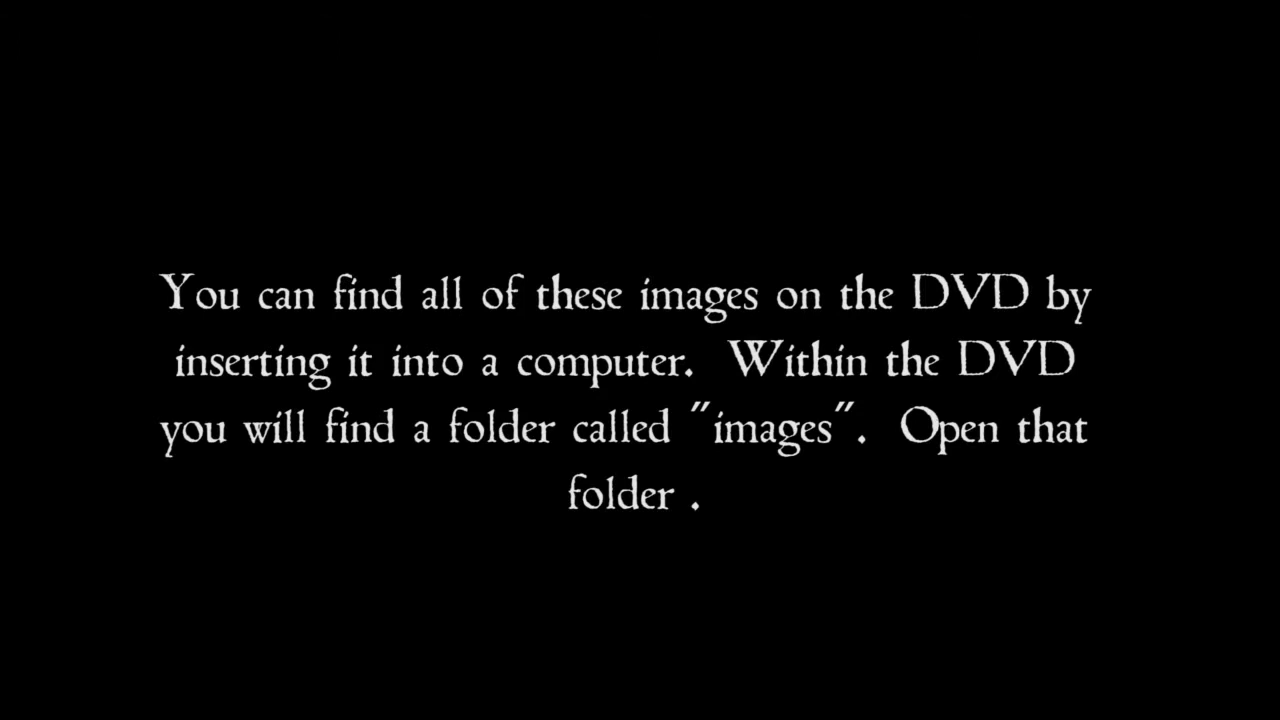 You can find all of these images on the DVD by
inserting it into a computer.  Within the DVD
you will find a folder called "images".  Open that
folder .